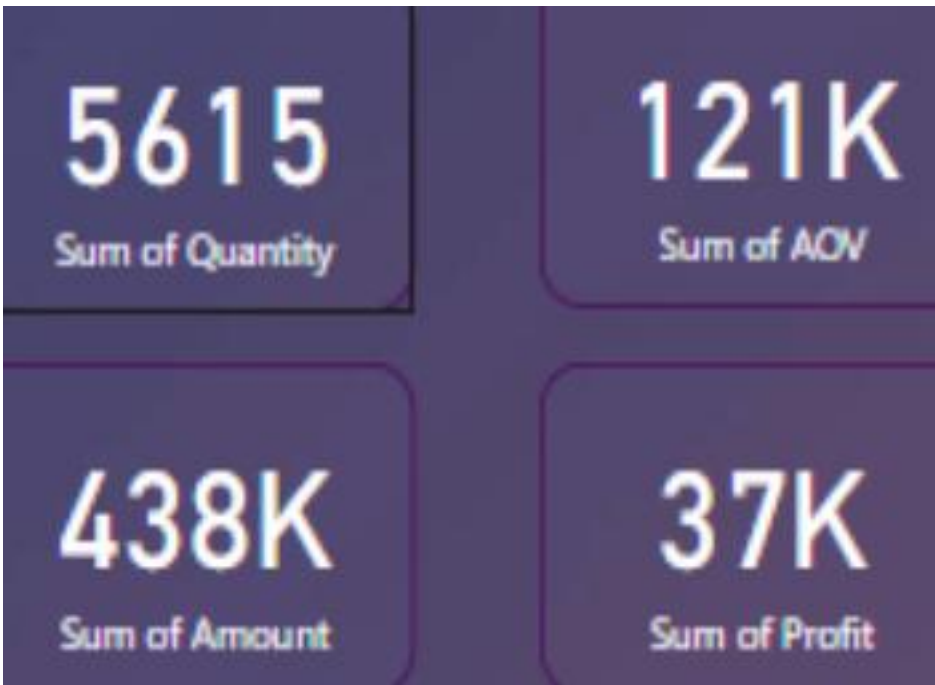 5615
Sum of Quantity
121K
Sum of AOV
438K
Sum of Amount
37K
Sum of Profit